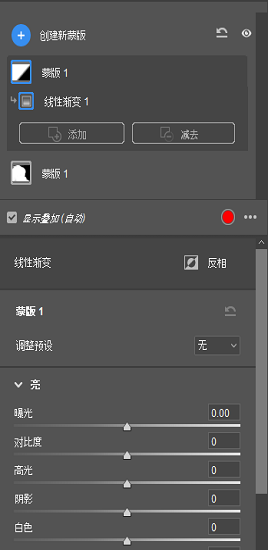 创建新蒙版
蒙版 1
线性渐变 1
添加 减去
蒙版 1
显示叠加 (自动)
线性渐变 反相
蒙版 1
调整预设 无
亮
曝光 0.00
对比度 0
高光 0
阴影 0
白色 0